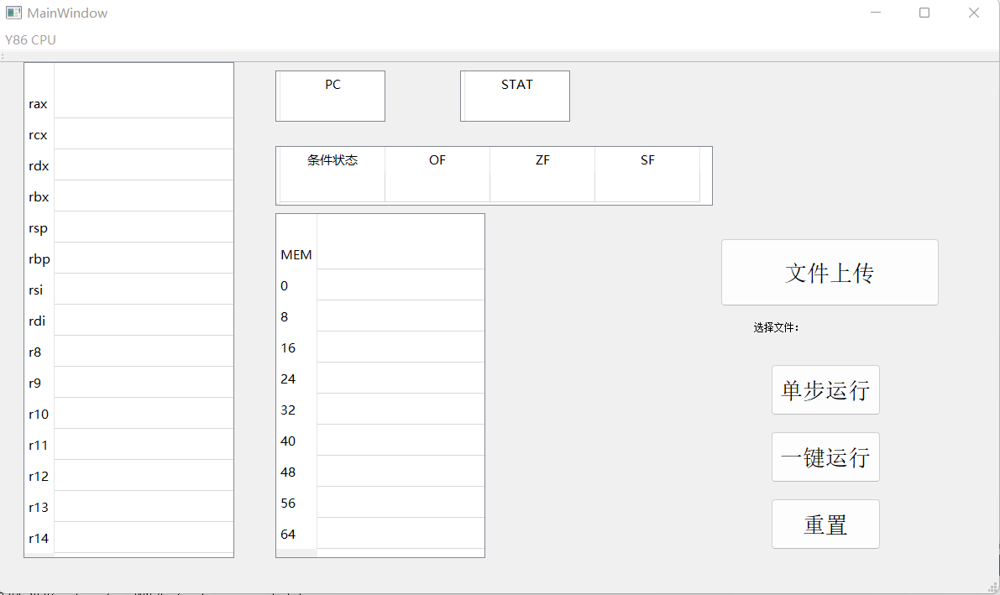 MainWindow
Y86 CPU
rax
rcx
rdx
rbx
rsp
rbp
rsi
rdi
r8
r9
r10
r11
r12
r13
r14
PC
STAT
条件状态 OF ZF SF
MEM
0
8
16
24
32
40
48
56
64
文件上传
选择文件:
单步运行
一键运行
重置